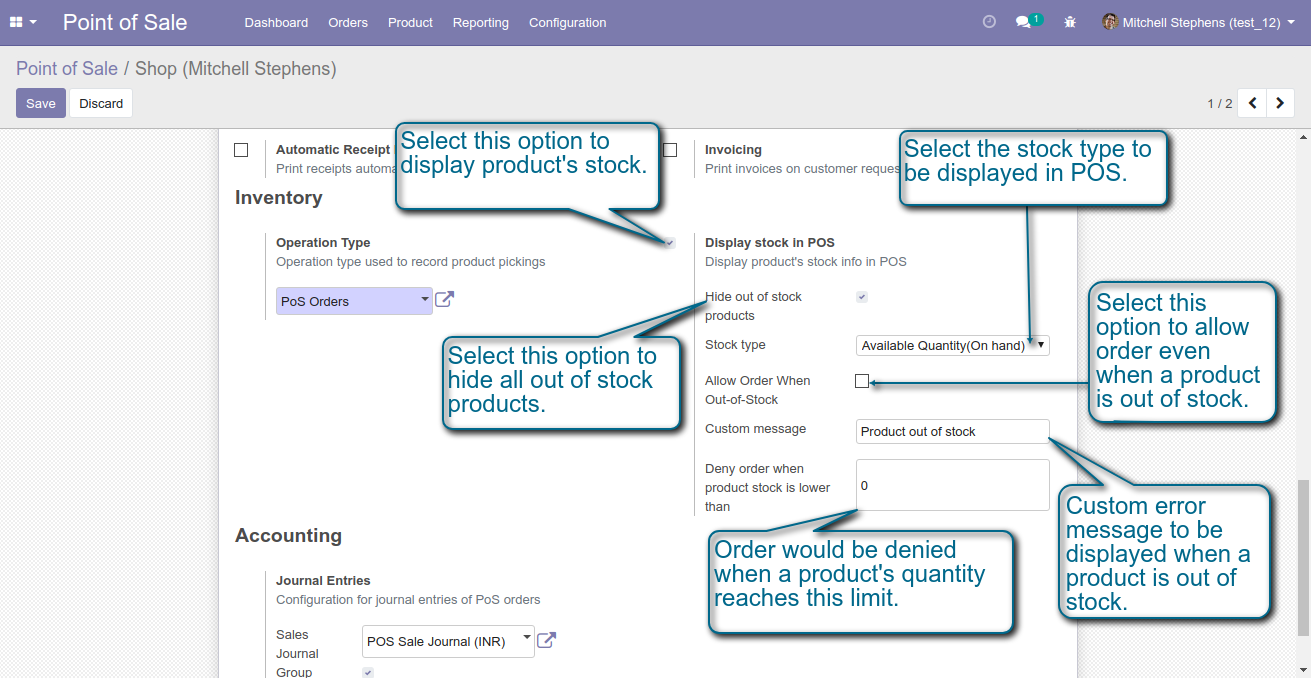 Point of Sale
Dashboard
Orders
Product
Reporting
Configuration
1
Mitchell Stephens (test_12)
Point of Sale / Shop (Mitchell Stephens)
Save
Discard
1 / 2
Automatic Receipt
Print receipts
Select this option to
display product's stock.
Invoicing
Print invoices on customer
Select the stock type to
be displayed in POS.
Inventory
Operation Type
Operation type used to record product pickings
PoS Orders
Display stock in POS
Display product's stock info in POS
Hide out of stock
products
Stock type
Available Quantity(On hand)
Allow Order When
Out-of-Stock
Custom message
Product out of stock
Deny order when
product stock is lower
than
0
Select this option to
hide all out of stock
products.
Select this
option to allow
order even
when a product
is out of stock.
Custom error
message to be
displayed when a
product is out of
stock.
Order would be denied
when a product's quantity
reaches this limit.
Accounting
Journal Entries
Configuration for journal entries of PoS orders
Sales
Journal
POS Sale Journal (INR)
Group